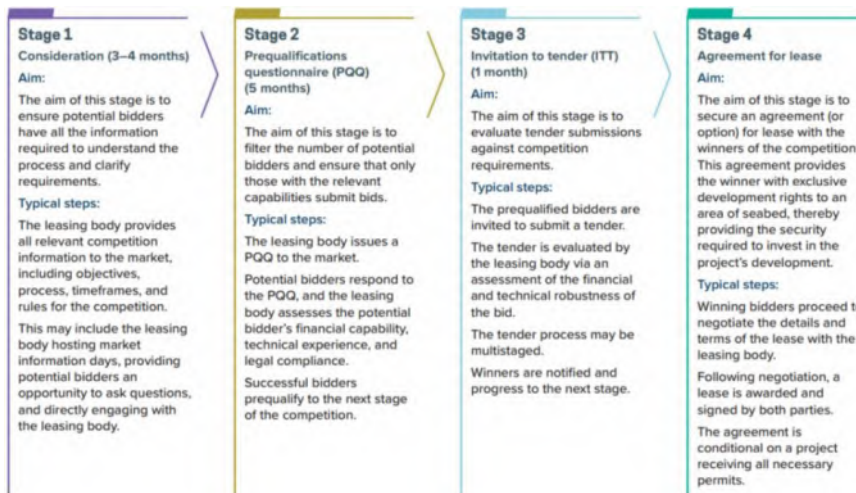 Stage 1
Consideration (3–4 months)
Aim:
The aim of this stage is to
ensure potential bidders
have all the information
required to understand the
process and clarify
requirements.
Typical steps:
The leasing body provides
all relevant competition
information to the market,
including objectives,
process, timeframes, and
rules for the competition.
This may include the leasing
body hosting market
information days, providing
potential bidders an
opportunity to ask questions,
and directly engaging with
the leasing body.
Stage 2
Prequalifications
questionnaire (PQQ)
(5 months)
Aim:
The aim of this stage is to
filter the number of potential
bidders and ensure that only
those with the relevant
capabilities submit bids.
Typical steps:
The leasing body issues a
PQQ to the market.
Potential bidders respond to
the PQQ, and the leasing
body assesses the potential
bidder's financial capability,
technical experience, and
legal compliance.
Successful bidders
prequalify to the next stage
of the competition.
Stage 3
Invitation to tender (ITT)
(1 month)
Aim:
The aim of this stage is to
evaluate tender submissions
against competition
requirements.
Typical steps:
The prequalified bidders are
invited to submit a tender.
The tender is evaluated by
the leasing body via an
assessment of the financial
and technical robustness of
the bid.
The tender process may be
multistaged.
Winners are notified and
progress to the next stage.
Stage 4
Agreement for lease
Aim:
The aim of this stage is to
secure an agreement (or
option) for lease with the
winners of the competition
This agreement provides
the winner with exclusive
development rights to an
area of seabed, thereby
providing the security
required to invest in the
project's development.
Typical steps:
Winning bidders proceed t
negotiate the details and
terms of the lease with the
leasing body.
Following negotiation, a
lease is awarded and
signed by both parties.
The agreement is
conditional on a project
receiving all necessary
permits.